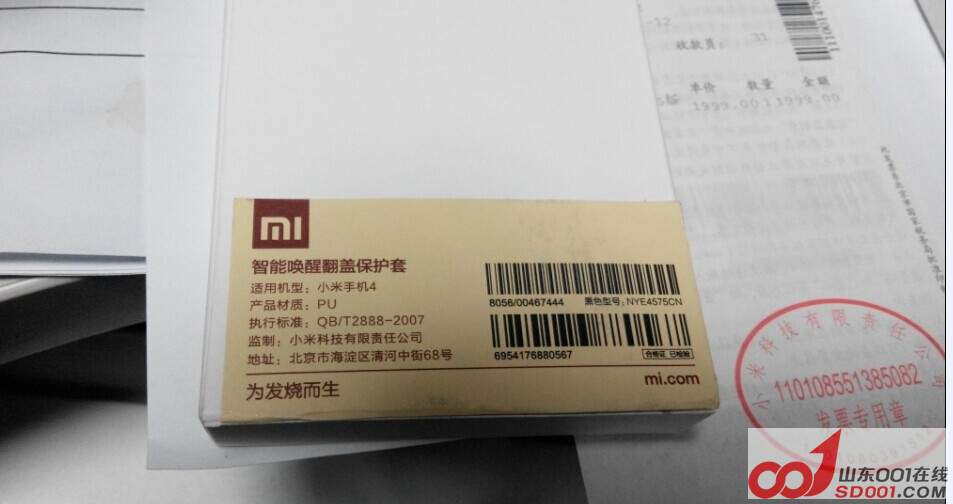 -12
收款员: 31
111001426
单价 数量 金额
1999.00 1 1999.00
mi
智能唤醒翻盖保护套
适用机型: 小米手机4
产品材质: PU
执行标准: QB/T2888-2007
监制: 小米科技有限责任公司
地址: 北京市海淀区清河中街68号
为发烧而生
8056/00467444 黑色型号: NYE4575CN
6954176880567 合格证 已检验
mi.com
小米科技有限责任公司
110108551385082
发票专用章
山东001在线
SD001.COM